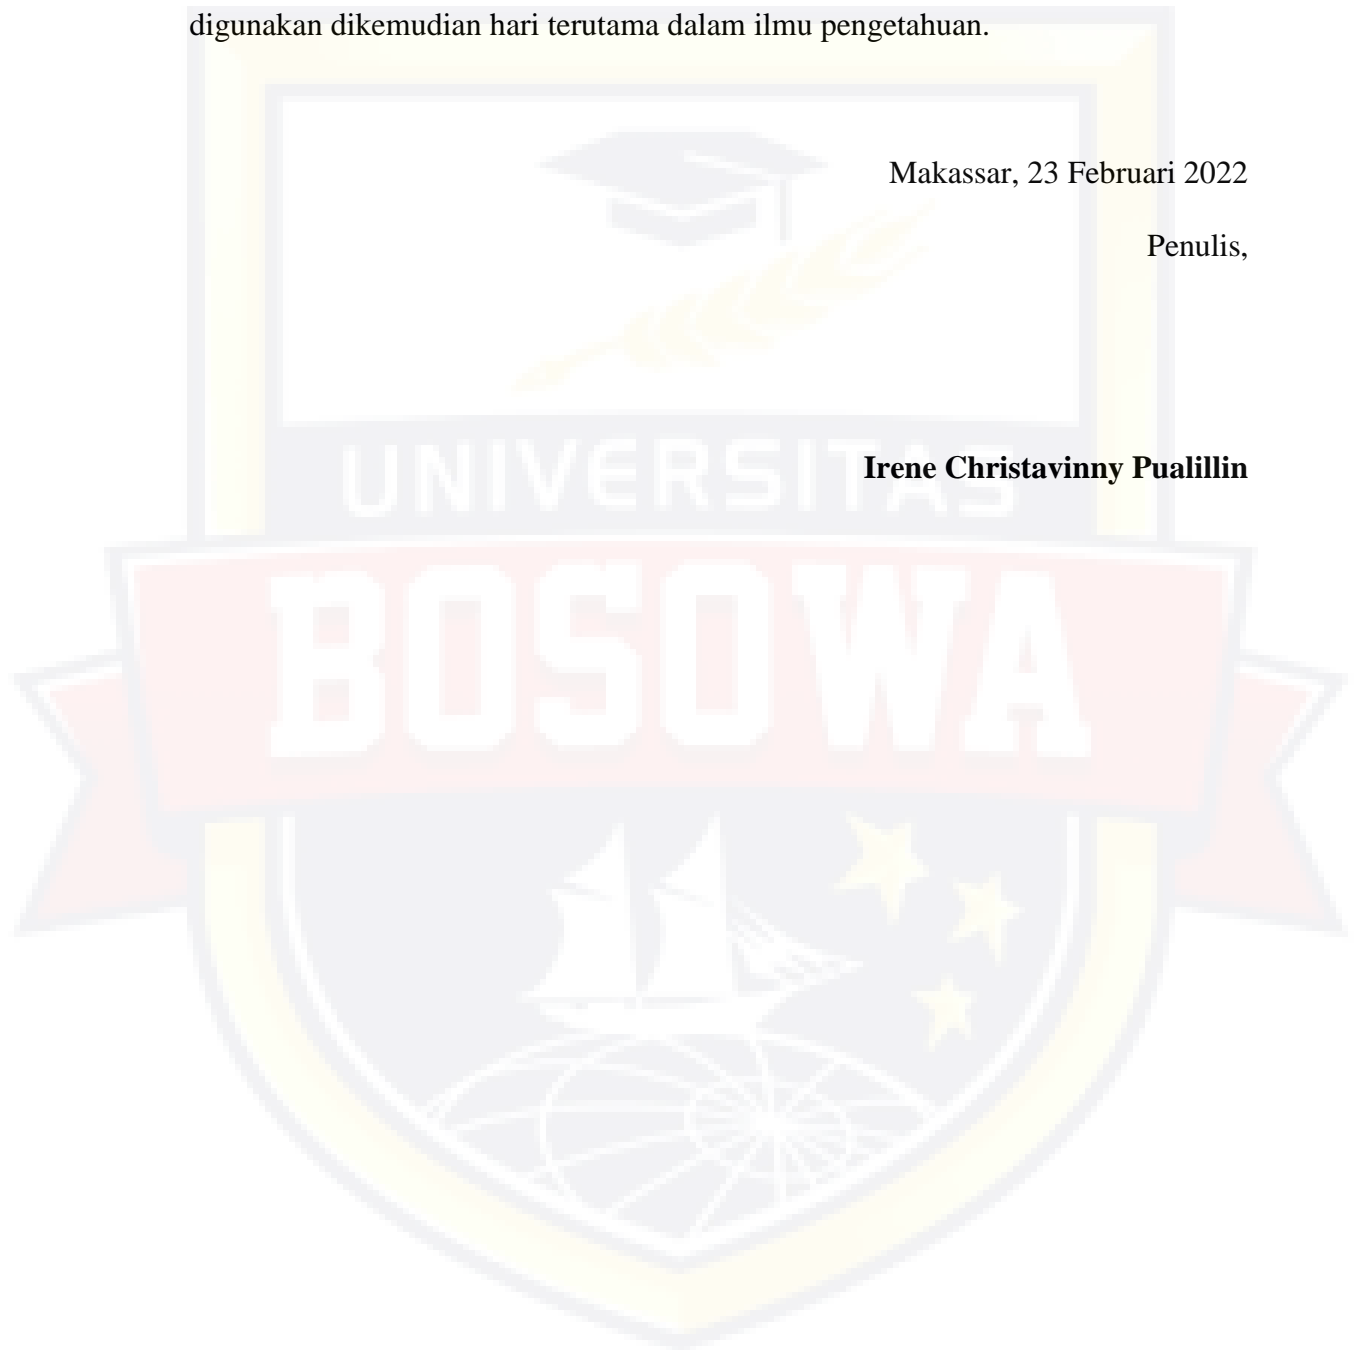 digunakan dikemudian hari terutama dalam ilmu pengetahuan.
Makassar, 23 Februari 2022
Penulis,
Irene Christavinny Pualillin
UNIVERSITAS
BOSOWA